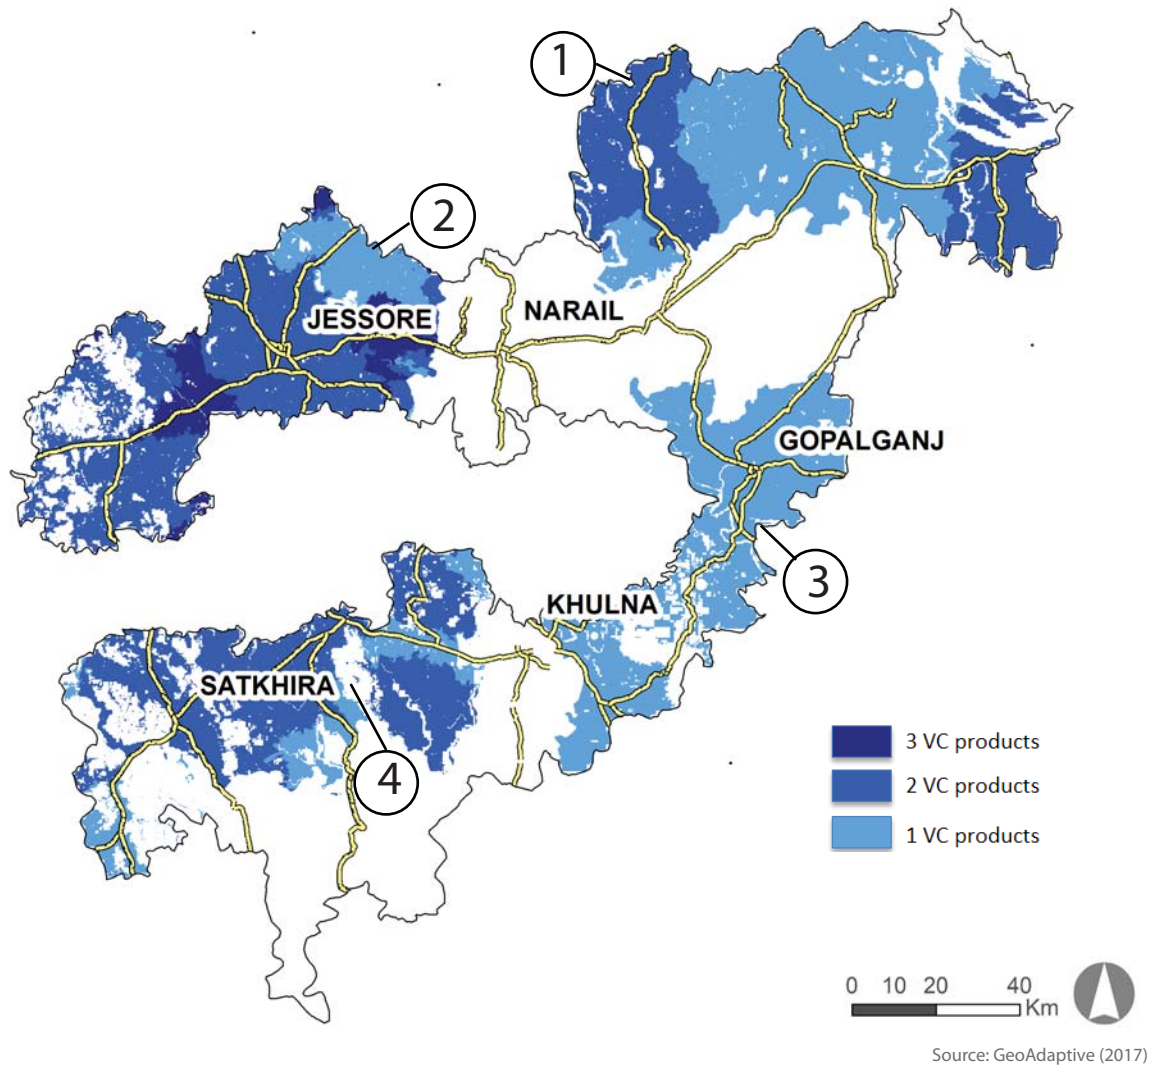 1
2
JESSORE
NARAIL
GOPALGANJ
3
KHULNA
SATKHIRA
4
3 VC products
2 VC products
1 VC products
0 10 20 40
Km
Source: GeoAdaptive (2017)